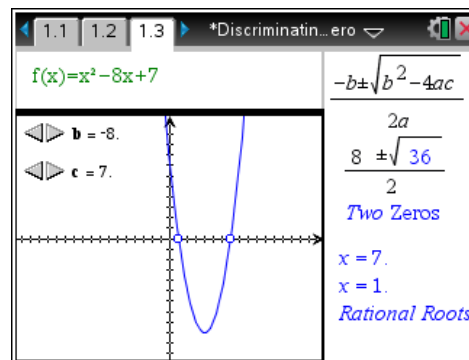 1.1 1.2 1.3 *Discriminatin…ero
f(x)=x²−8x+7
b = -8.
c = 7.
-b±√b²−4ac
2a
8 ±√36
2
Two Zeros
x = 7.
x = 1.
Rational Roots